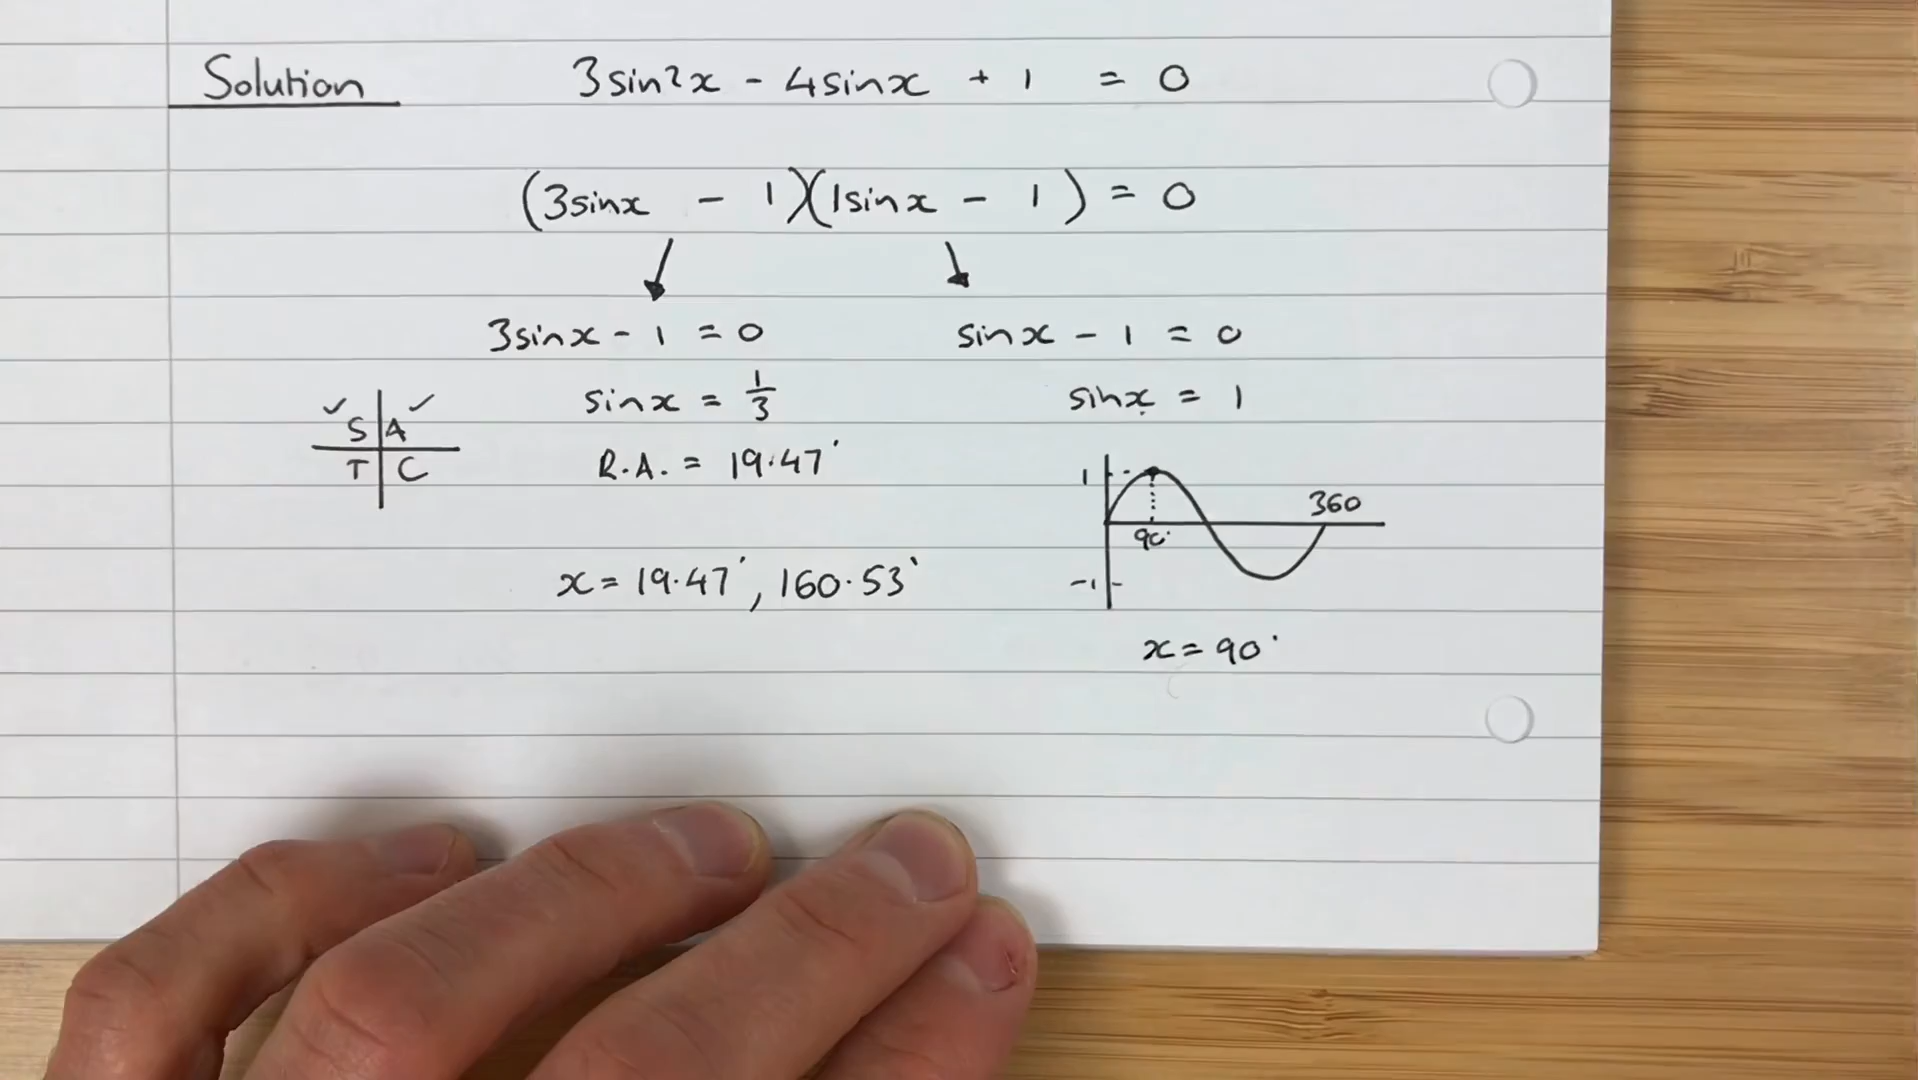 Solution 3sin²x - 4sinx + 1 = 0
(3sinx - 1)(1sinx - 1) = 0
3sinx - 1 = 0 sinx - 1 = 0
✓ S A ✓ sinx = 1/3 sinx = 1
T C R.A. = 19.47°
1 360
90°
-1
x = 19.47°, 160.53°
x = 90°